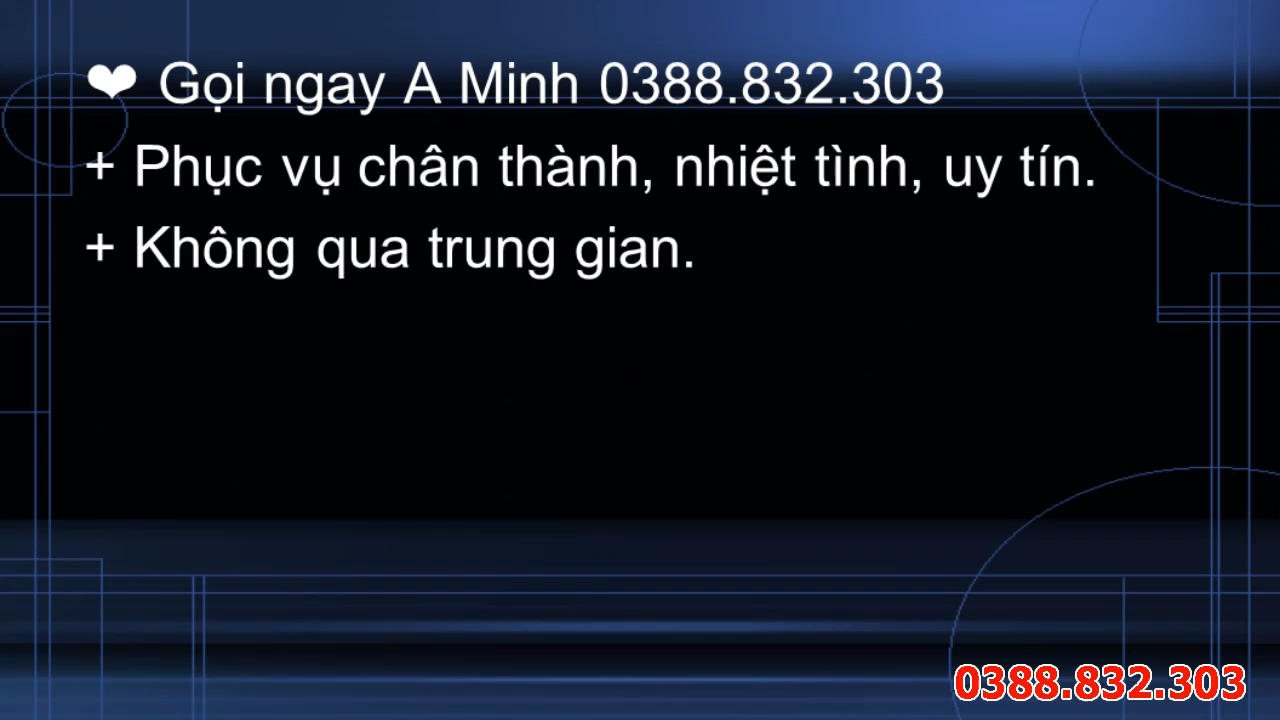 ❤ Gọi ngay A Minh 0388.832.303
+ Phục vụ chân thành, nhiệt tình, uy tín.
+ Không qua trung gian.
0388.832.303